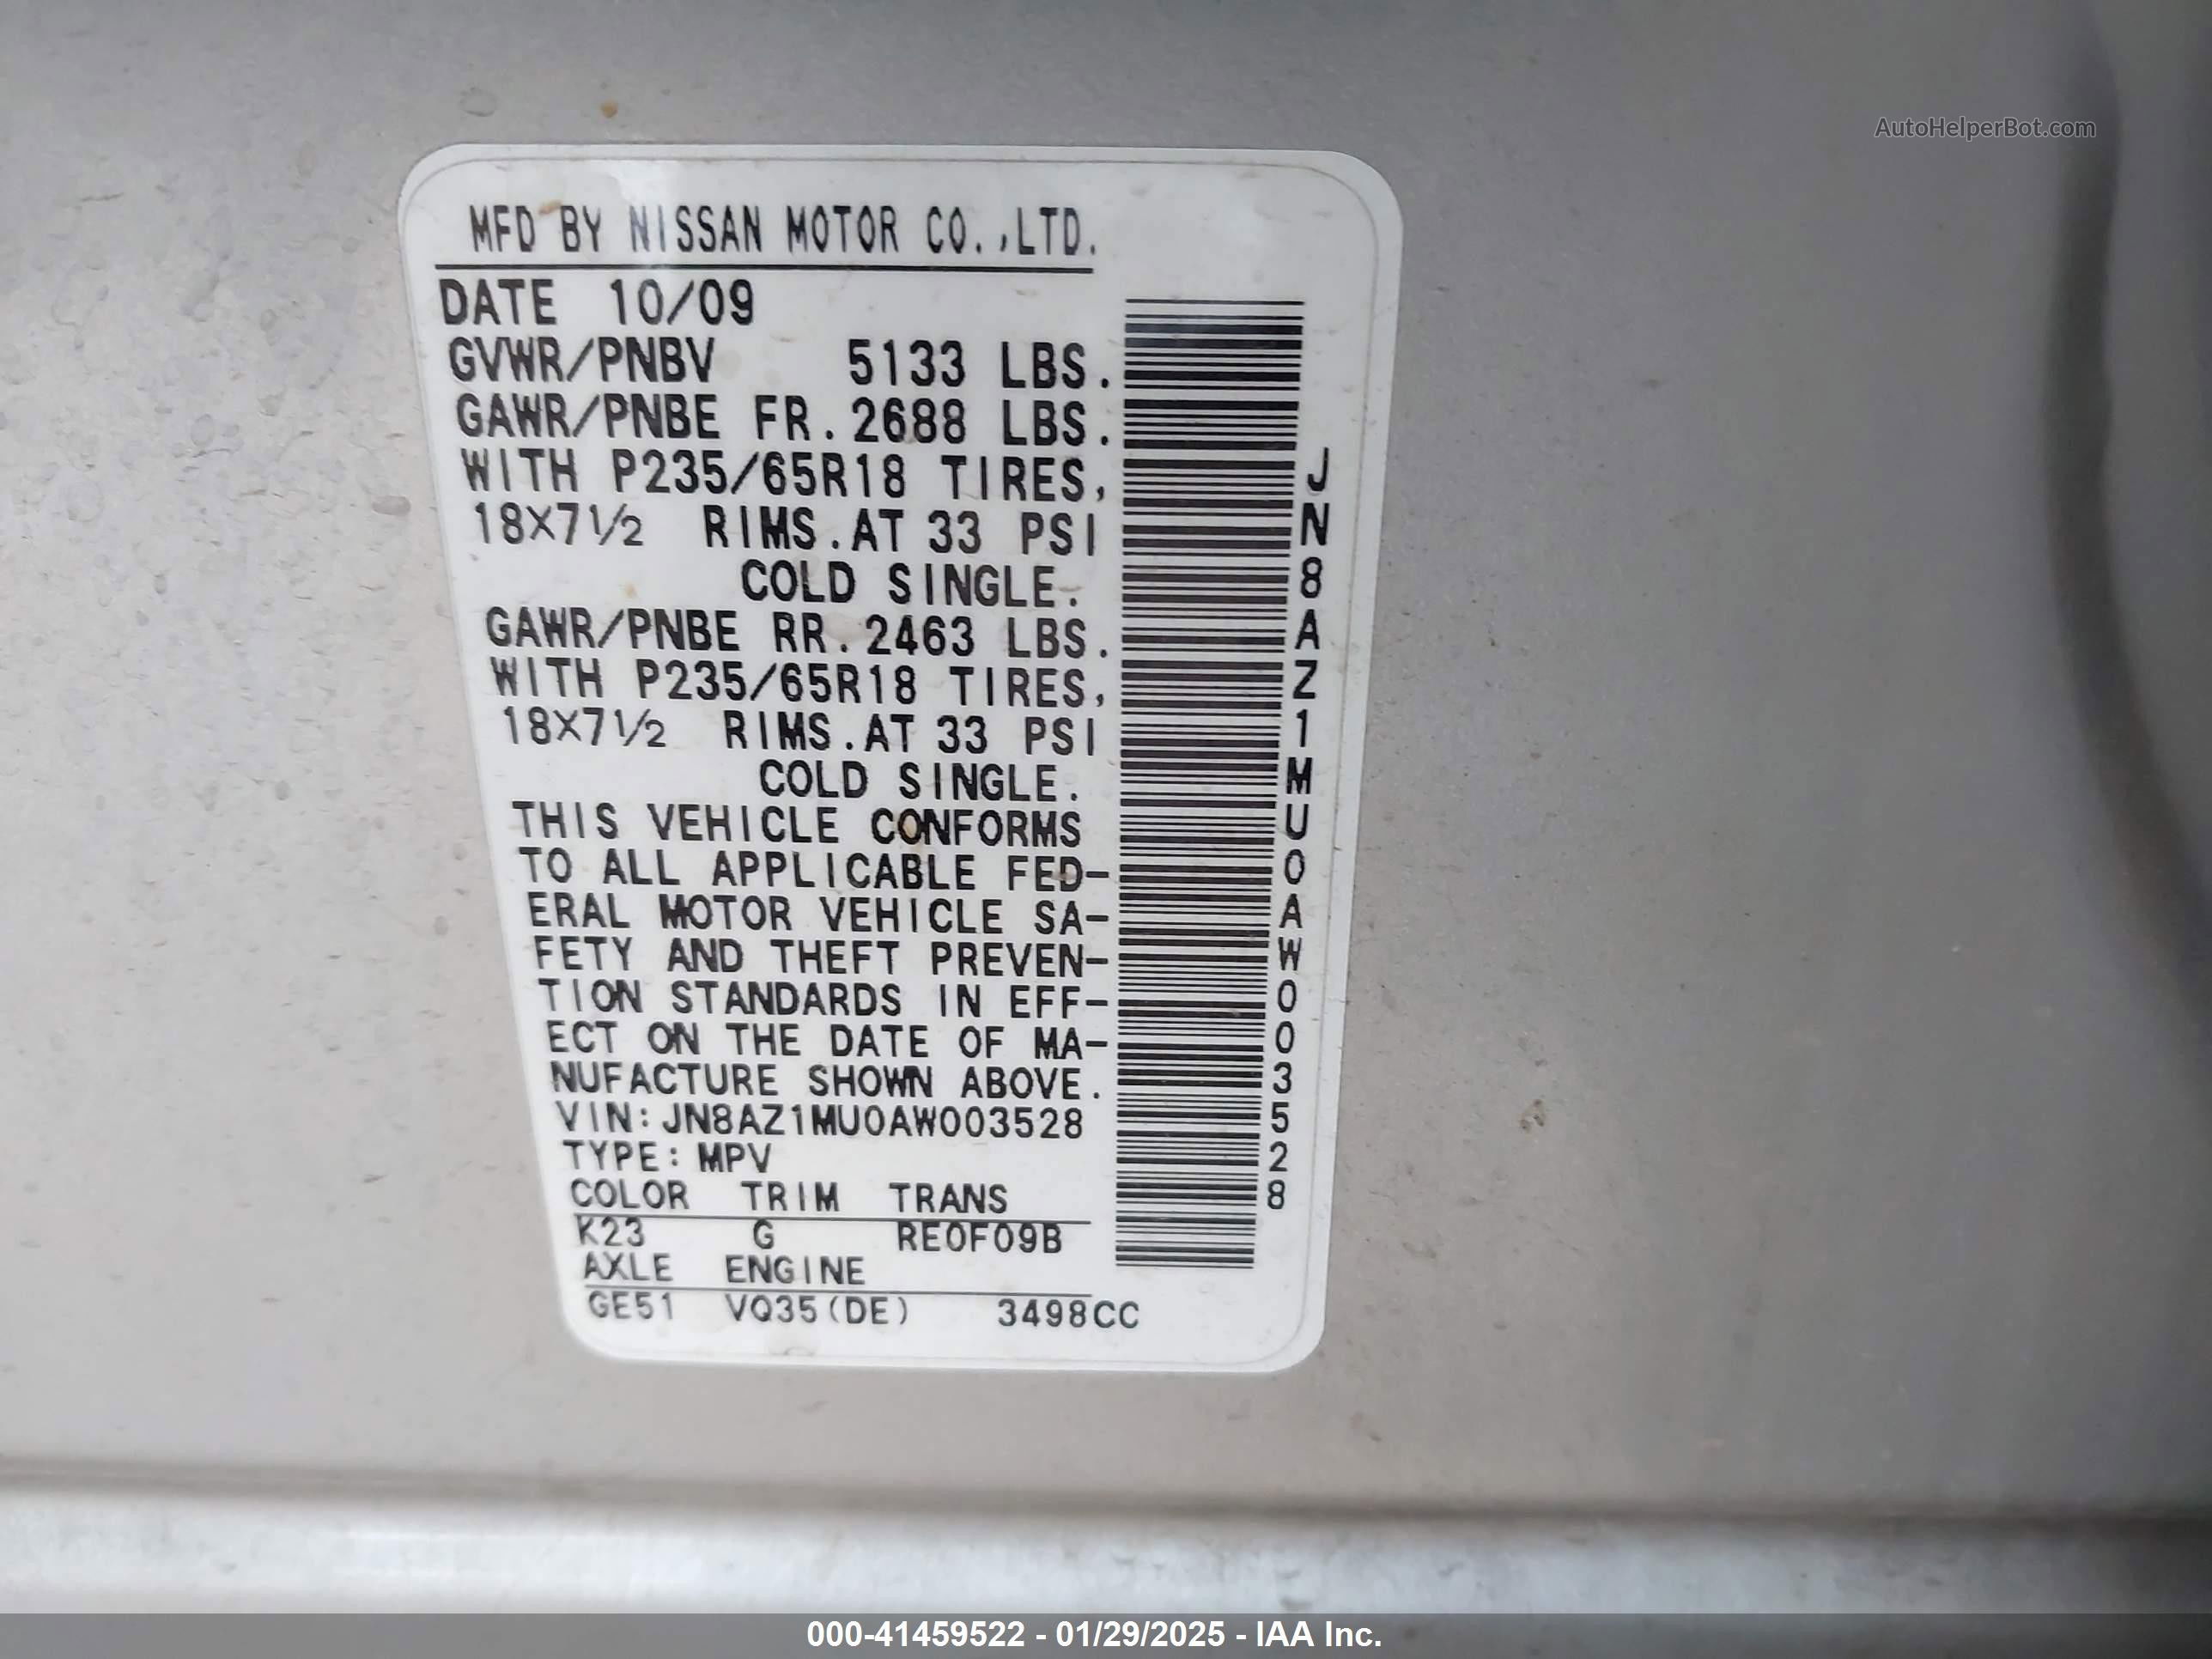 AutoHelperBot.com
MFD BY NISSAN MOTOR CO.,LTD.
DATE 10/09
GVWR/PNBV 5133 LBS.
GAWR/PNBE FR. 2688 LBS.
WITH P235/65R18 TIRES,
18X7½ RIMS. AT 33 PSI
COLD SINGLE.
GAWR/PNBE RR. 2463 LBS.
WITH P235/65R18 TIRES,
18X7½ RIMS. AT 33 PSI
COLD SINGLE.
THIS VEHICLE CONFORMS
TO ALL APPLICABLE FED-
ERAL MOTOR VEHICLE SA-
FETY AND THEFT PREVEN-
TION STANDARDS IN EFF-
ECT ON THE DATE OF MA-
NUFACTURE SHOWN ABOVE.
VIN: JN8AZ1MU0AW003528
TYPE: MPV
COLOR TRIM TRANS
K23 G RE0F09B
AXLE ENGINE
GE51 VQ35(DE) 3498CC
JN8AZ1MU0AW003528
000-41459522 - 01/29/2025 - IAA Inc.